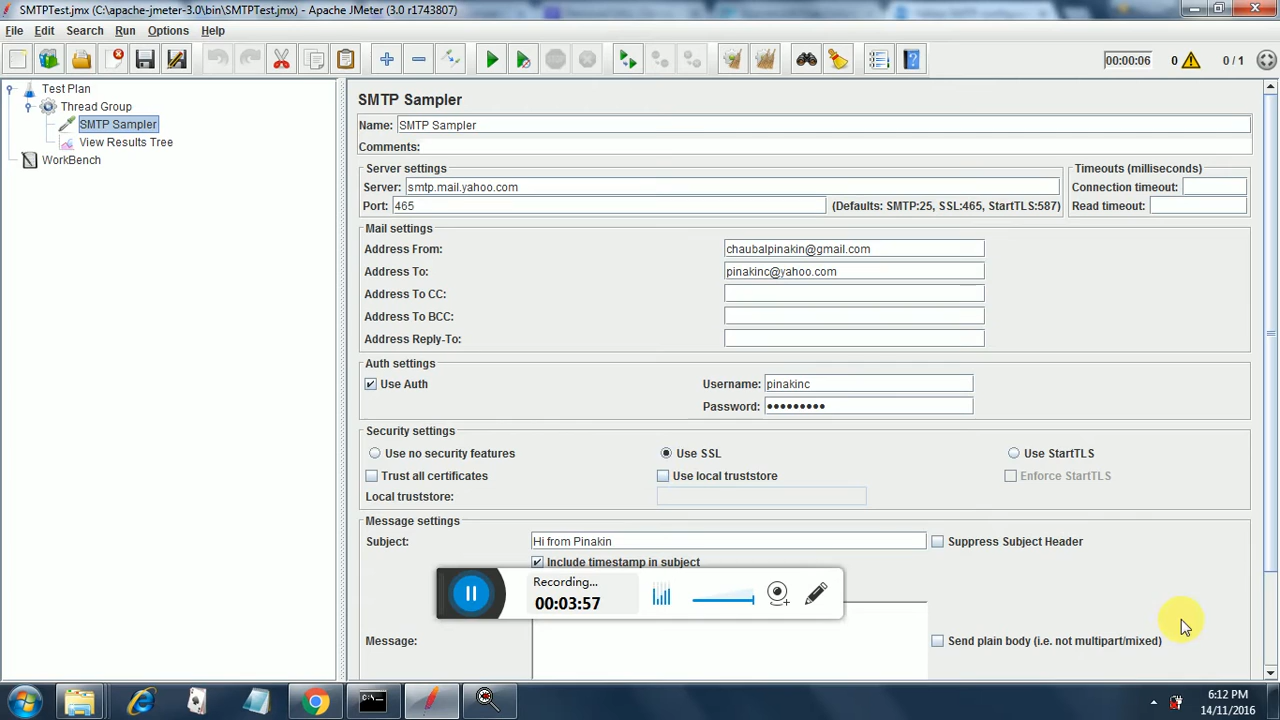 SMTPTest.jmx (C:\apache-jmeter-3.0\bin\SMTPTest.jmx) - Apache JMeter (3.0 r1743807)
File Edit Search Run Options Help
00:00:06 0 0 / 1
Test Plan
Thread Group
SMTP Sampler
View Results Tree
WorkBench
SMTP Sampler
Name: SMTP Sampler
Comments:
Server settings
Server: smtp.mail.yahoo.com
Port: 465 (Defaults: SMTP:25, SSL:465, StartTLS:587)
Timeouts (milliseconds)
Connection timeout:
Read timeout:
Mail settings
Address From: chaubalpinakin@gmail.com
Address To: pinakinc@yahoo.com
Address To CC:
Address To BCC:
Address Reply-To:
Auth settings
Use Auth Username: pinakinc
Password: •••••••••
Security settings
Use no security features Use SSL Use StartTLS
Trust all certificates Use local truststore Enforce StartTLS
Local truststore:
Message settings
Subject: Hi from Pinakin Suppress Subject Header
Include timestamp in subject
Recording...
00:03:57
Message: Send plain body (i.e. not multipart/mixed)
6:12 PM
14/11/2016